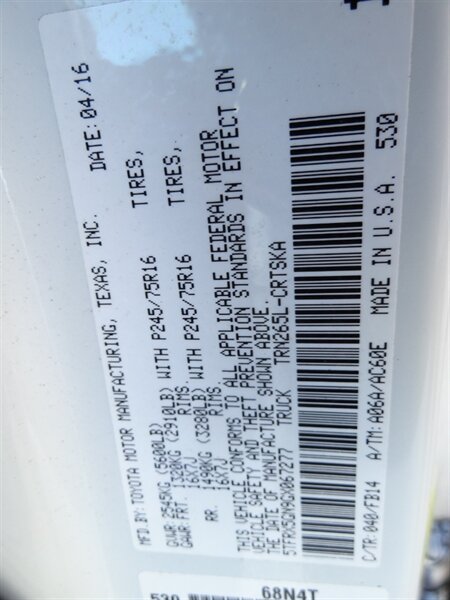 MFD.BY: TOYOTA MOTOR MANUFACTURING, TEXAS, INC. DATE: 04/16
GVWR 2545KG (5600LB)
GAWR FRT. 1320KG (2910LB) WITH P245/75R16 TIRES,
16X7J RIMS,
RR. 1490KG (3280LB) WITH P245/75R16 TIRES,
16X7J RIMS,
THIS VEHICLE CONFORMS TO ALL APPLICABLE FEDERAL MOTOR
VEHICLE SAFETY AND THEFT PREVENTION STANDARDS IN EFFECT ON
THE DATE OF MANUFACTURE SHOWN ABOVE.
5TFRX5GN9GX067277 TRUCK TRN265L-CRTSKA
C/TR: 040/FB14 A/TM: A06A/AC60E MADE IN U.S.A. 530
530 68N4T